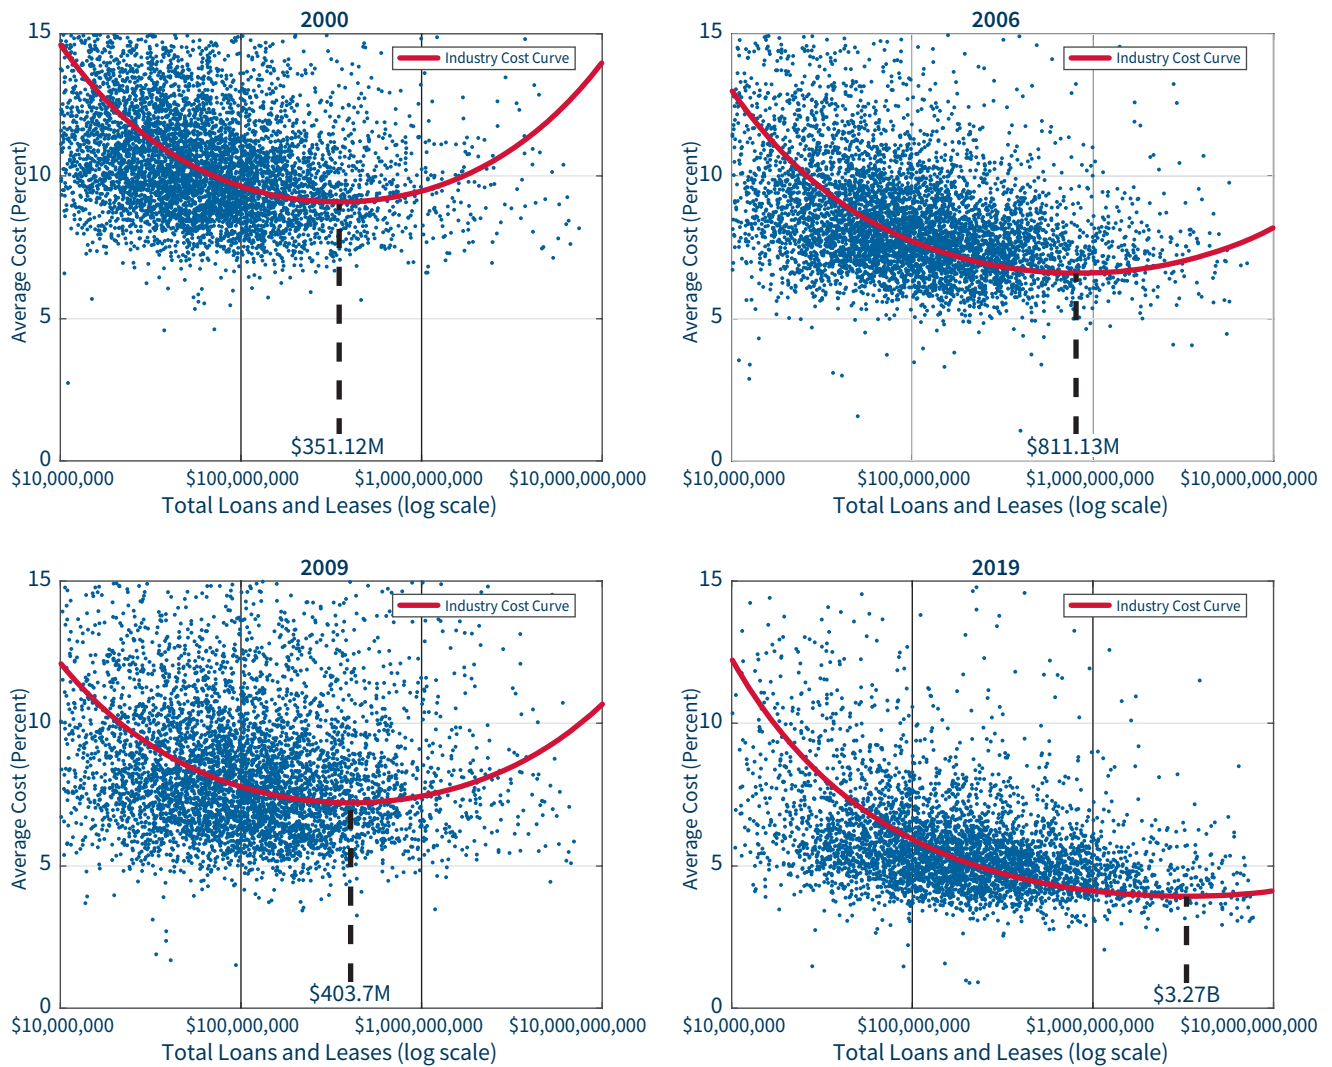 2000
15
Industry Cost Curve
10
5
0
Average Cost (Percent)
$351.12M
$10,000,000 $100,000,000 $1,000,000,000 $10,000,000,000
Total Loans and Leases (log scale)
2006
15
Industry Cost Curve
10
5
0
Average Cost (Percent)
$811.13M
$10,000,000 $100,000,000 $1,000,000,000 $10,000,000,000
Total Loans and Leases (log scale)
2009
15
Industry Cost Curve
10
5
0
Average Cost (Percent)
$403.7M
$10,000,000 $100,000,000 $1,000,000,000 $10,000,000,000
Total Loans and Leases (log scale)
2019
15
Industry Cost Curve
10
5
0
Average Cost (Percent)
$3.27B
$10,000,000 $100,000,000 $1,000,000,000 $10,000,000,000
Total Loans and Leases (log scale)